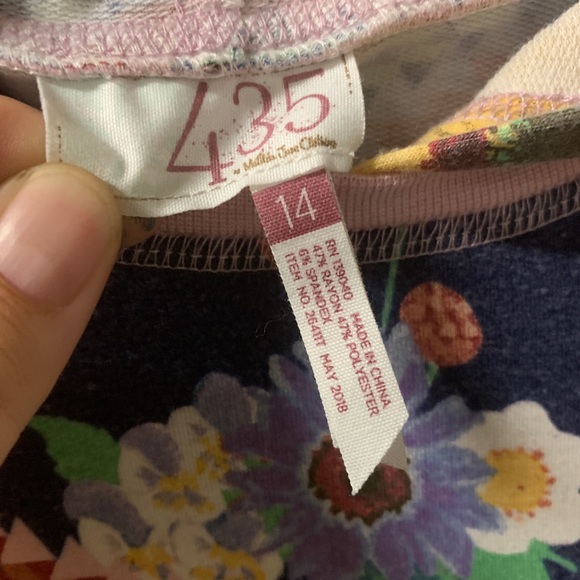 435
by Matilda Jane Clothing
14
RN 139040 MADE IN CHINA
47% RAYON 47% POLYESTER
6% SPANDEX
ITEM NO. 26411T MAY 2018